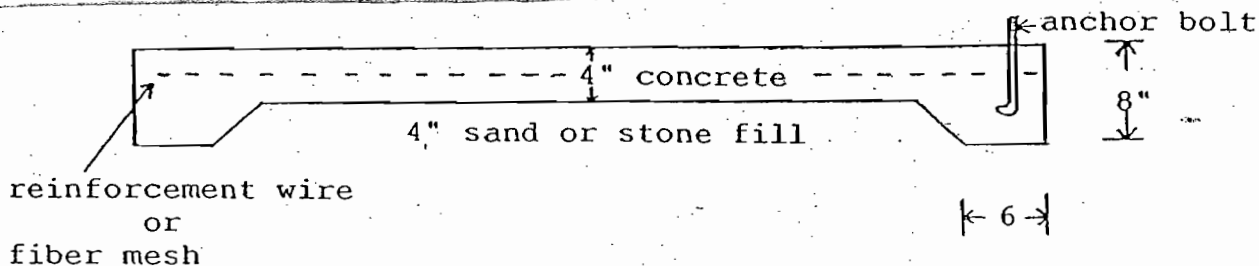 anchor bolt
4" concrete
8"
4" sand or stone fill
reinforcement wire
or
fiber mesh
6